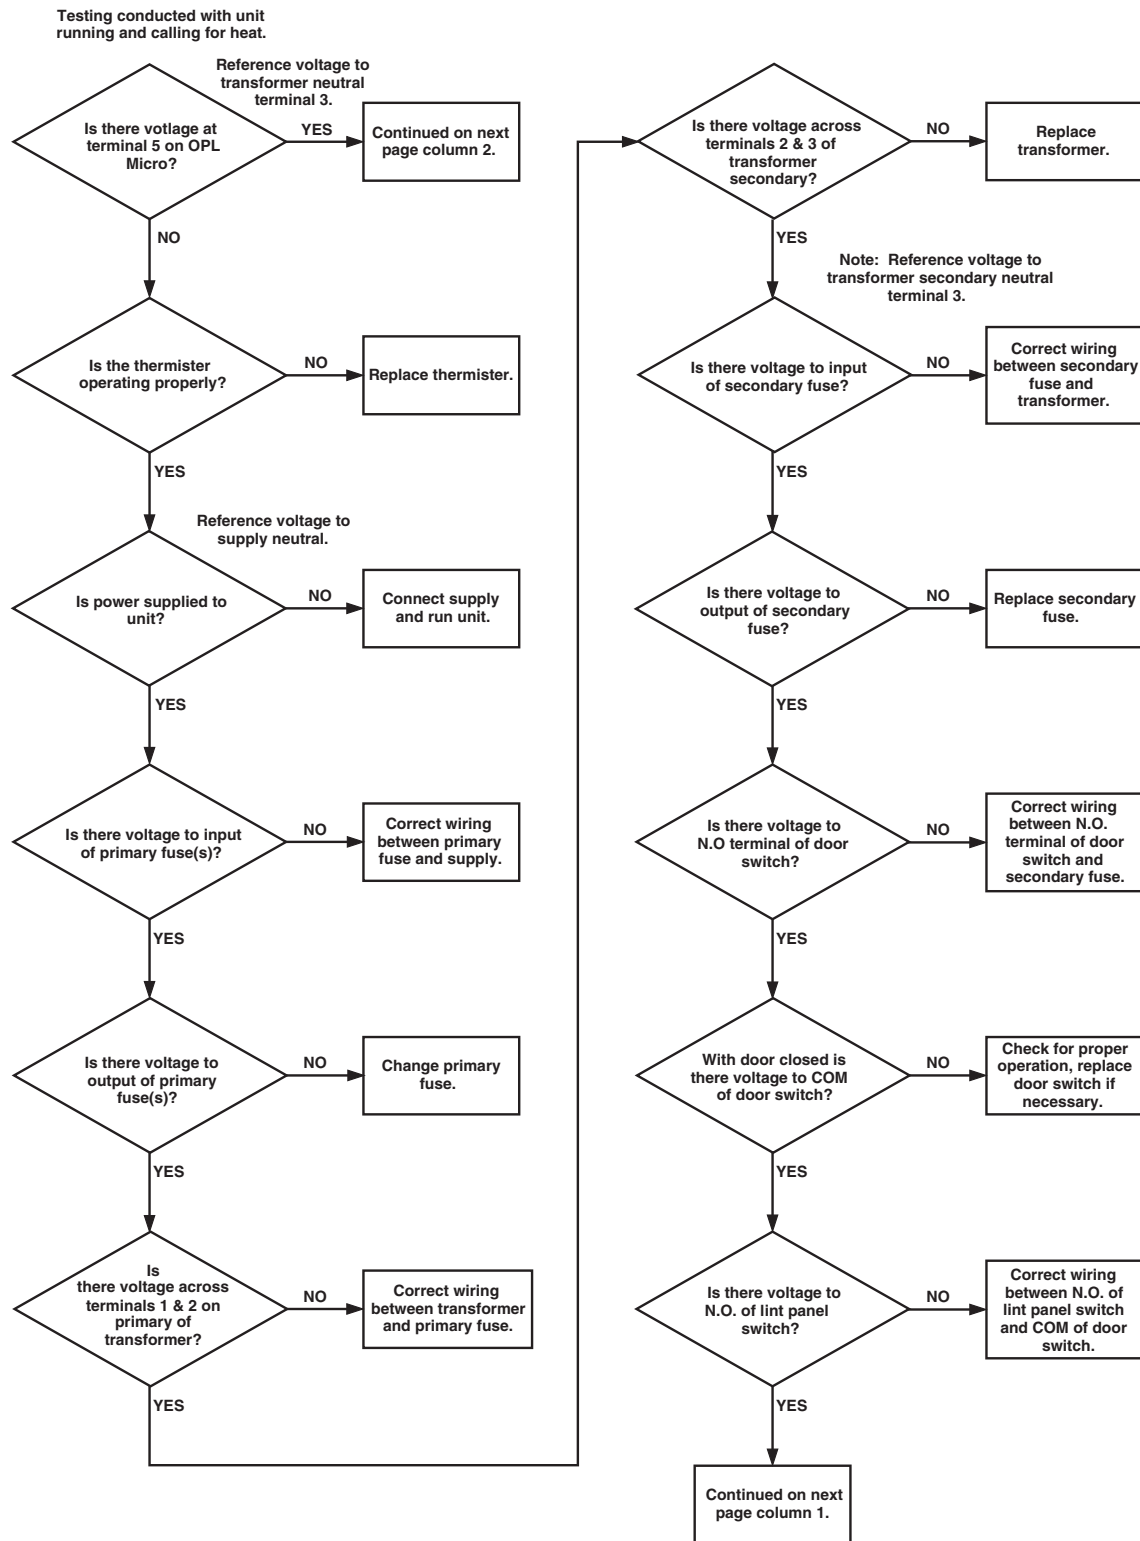 Testing conducted with unit
running and calling for heat.
Reference voltage to
transformer neutral
terminal 3.
Is there votlage at
terminal 5 on OPL
Micro?
YES
Continued on next
page column 2.
NO
Is the thermister
operating properly?
NO
Replace thermister.
YES
Reference voltage to
supply neutral.
Is power supplied to
unit?
NO
Connect supply
and run unit.
YES
Is there voltage to input
of primary fuse(s)?
NO
Correct wiring
between primary
fuse and supply.
YES
Is there voltage to
output of primary
fuse(s)?
NO
Change primary
fuse.
YES
Is
there voltage across
terminals 1 & 2 on
primary of
transformer?
NO
Correct wiring
between transformer
and primary fuse.
YES
Is there voltage across
terminals 2 & 3 of
transformer
secondary?
NO
Replace
transformer.
YES
Note:  Reference voltage to
transformer secondary neutral
terminal 3.
Is there voltage to input
of secondary fuse?
NO
Correct wiring
between secondary
fuse and
transformer.
YES
Is there voltage to
output of secondary
fuse?
NO
Replace secondary
fuse.
YES
Is there voltage to
N.O terminal of door
switch?
NO
Correct wiring
between N.O.
terminal of door
switch and
secondary fuse.
YES
With door closed is
there voltage to COM
of door switch?
NO
Check for proper
operation, replace
door switch if
necessary.
YES
Is there voltage to
N.O. of lint panel
switch?
NO
Correct wiring
between N.O. of
lint panel switch
and COM of door
switch.
YES
Continued on next
page column 1.